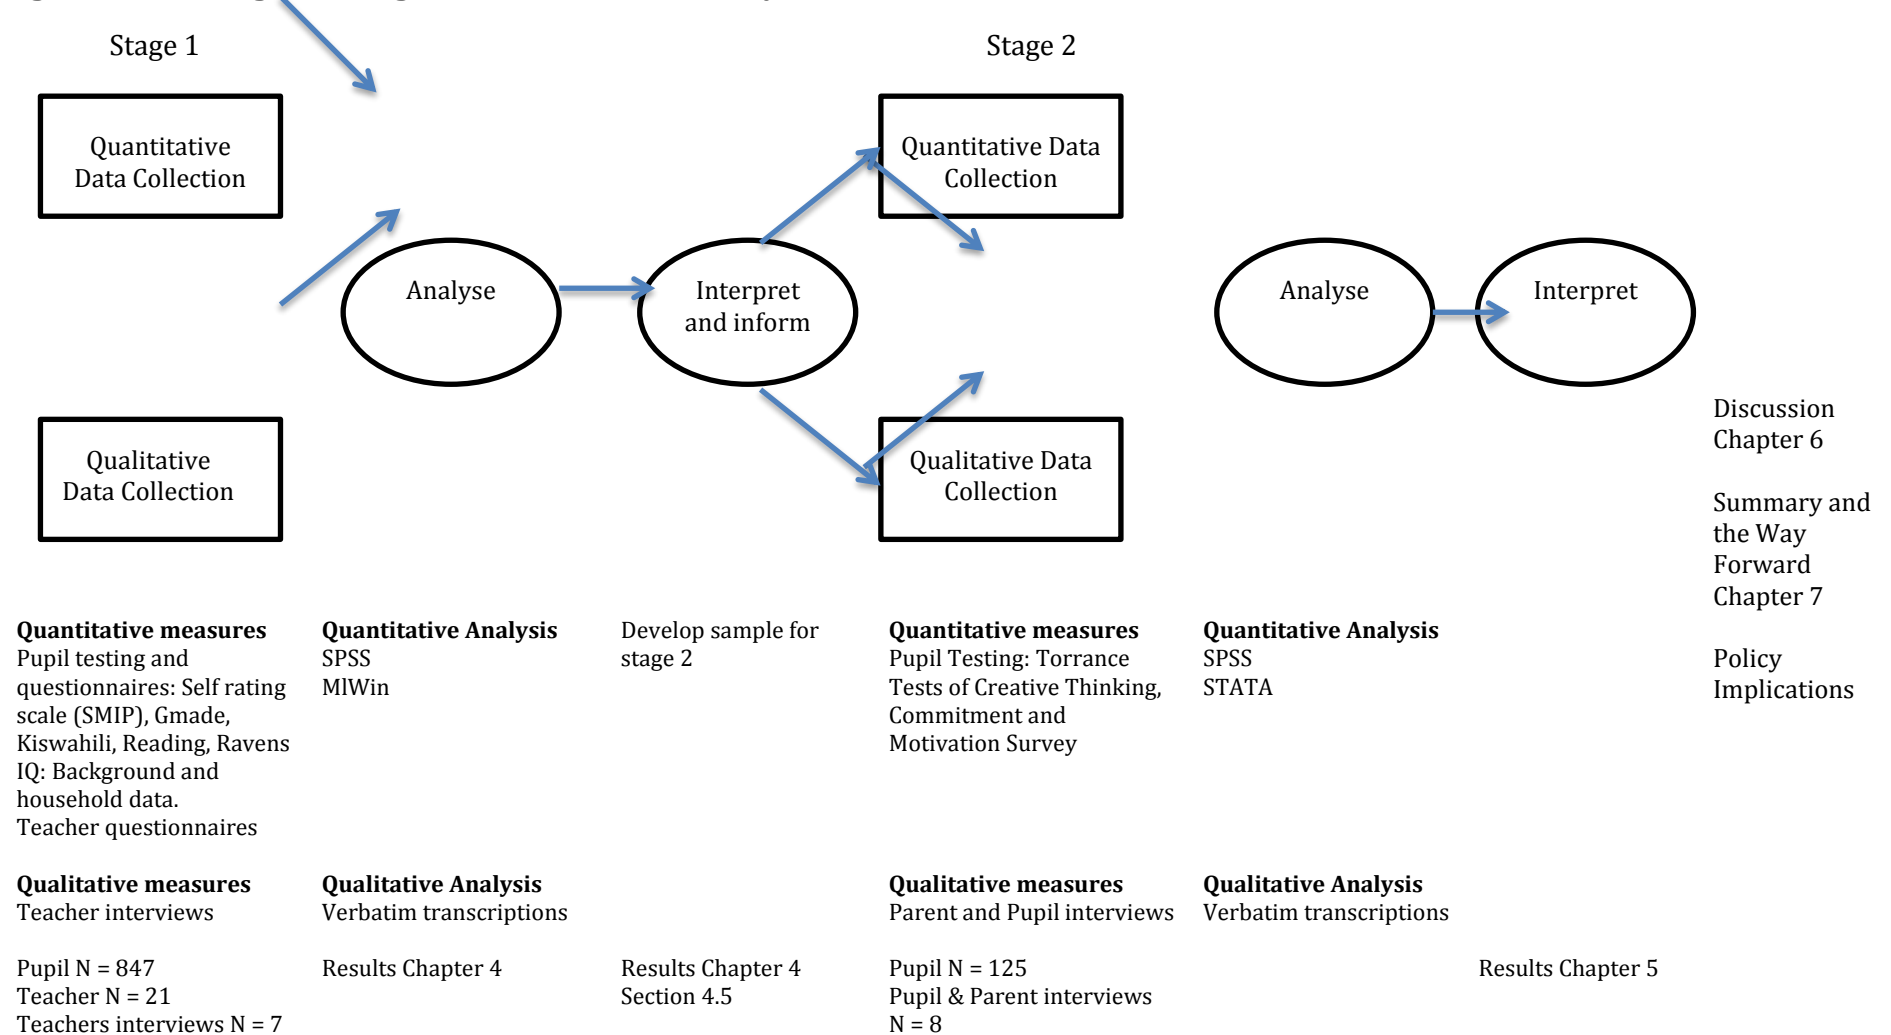 Stage 1
Stage 2
Quantitative
Data Collection
Quantitative Data
Collection
Analyse
Interpret
and inform
Analyse
Interpret
Qualitative
Data Collection
Qualitative Data
Collection
Discussion
Chapter 6
Summary and
the Way
Forward
Chapter 7
Policy
Implications
Quantitative measures
Pupil testing and
questionnaires: Self rating
scale (SMIP), Gmade,
Kiswahili, Reading, Ravens
IQ: Background and
household data.
Teacher questionnaires
Quantitative Analysis
SPSS
MlWin
Develop sample for
stage 2
Quantitative measures
Pupil Testing: Torrance
Tests of Creative Thinking,
Commitment and
Motivation Survey
Quantitative Analysis
SPSS
STATA
Qualitative measures
Teacher interviews
Qualitative Analysis
Verbatim transcriptions
Qualitative measures
Parent and Pupil interviews
Qualitative Analysis
Verbatim transcriptions
Pupil N = 847
Teacher N = 21
Teachers interviews N = 7
Results Chapter 4
Results Chapter 4
Section 4.5
Pupil N = 125
Pupil & Parent interviews
N = 8
Results Chapter 5